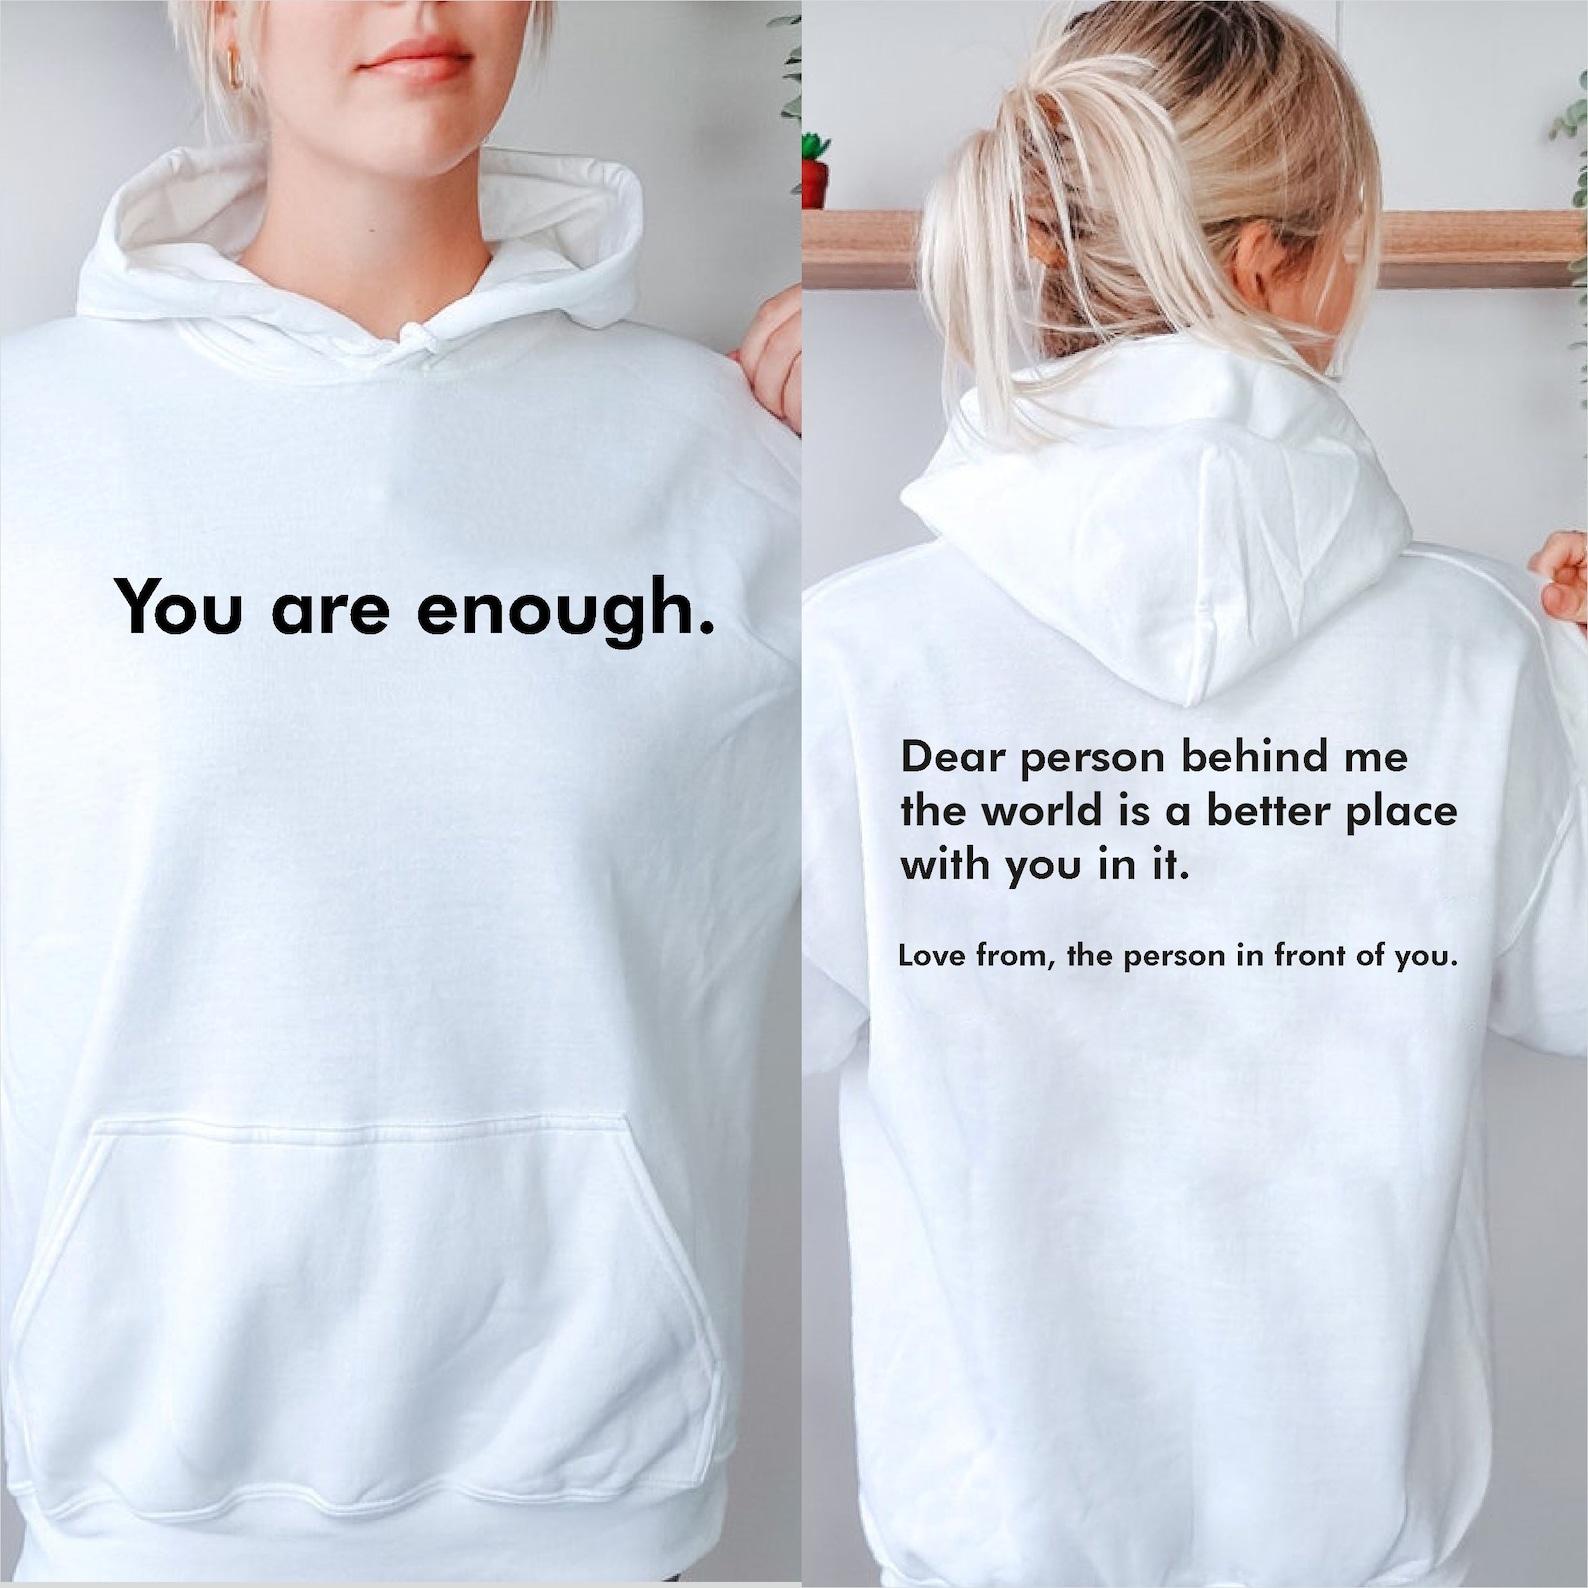 You are enough.
Dear person behind me
the world is a better place
with you in it.
Love from, the person in front of you.